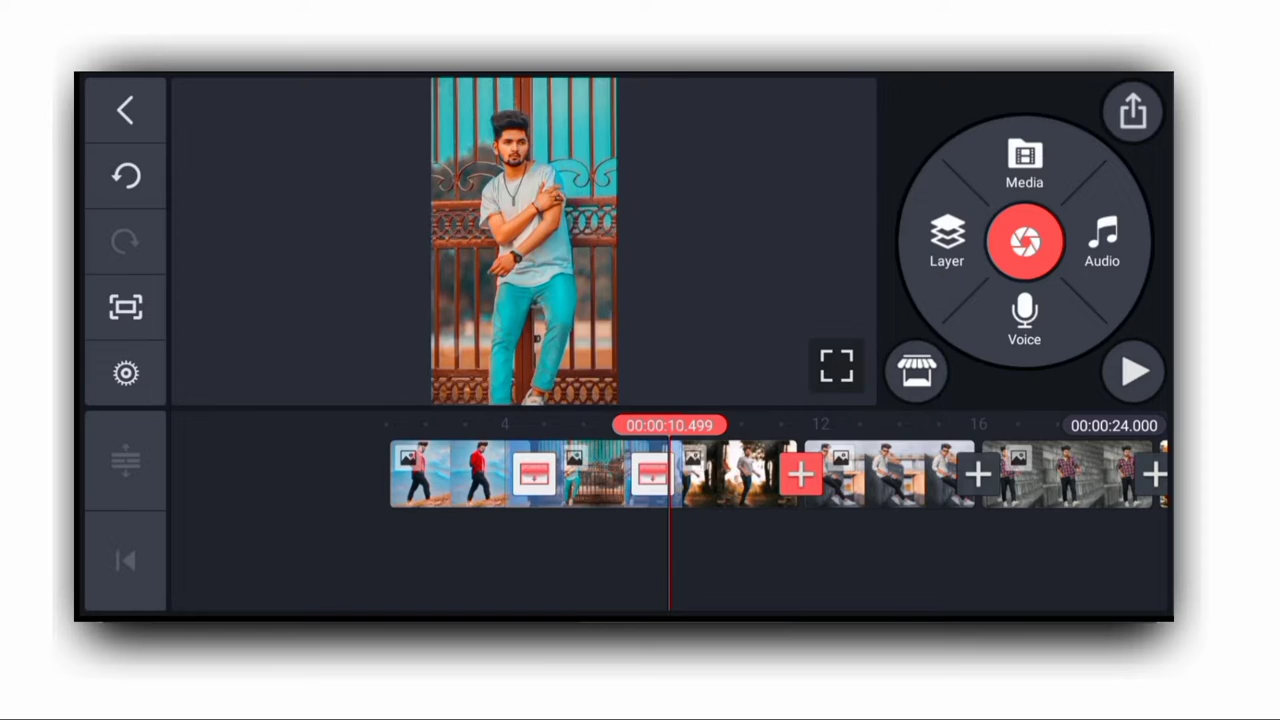 Media
Layer
Audio
Voice
4
00:00:10.499
12
16
00:00:24.000